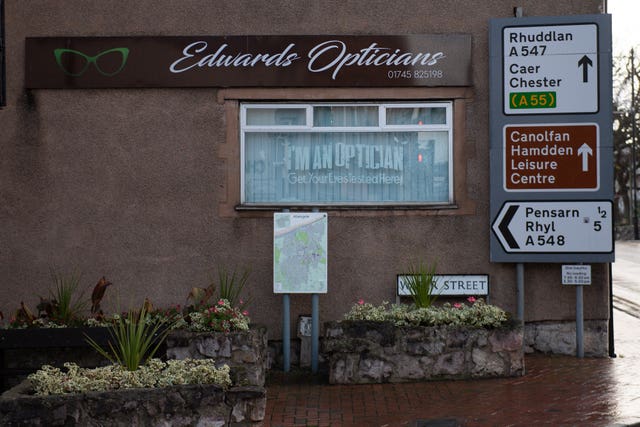 Edwards Opticians
01745 825198
I'M AN OPTICIAN
Get Your Eyes Tested Here!
Rhuddlan
A 547
Caer
Chester
(A 55)
Canolfan
Hamdden
Leisure
Centre
Pensarn ½
Rhyl 5
A 548
STREET